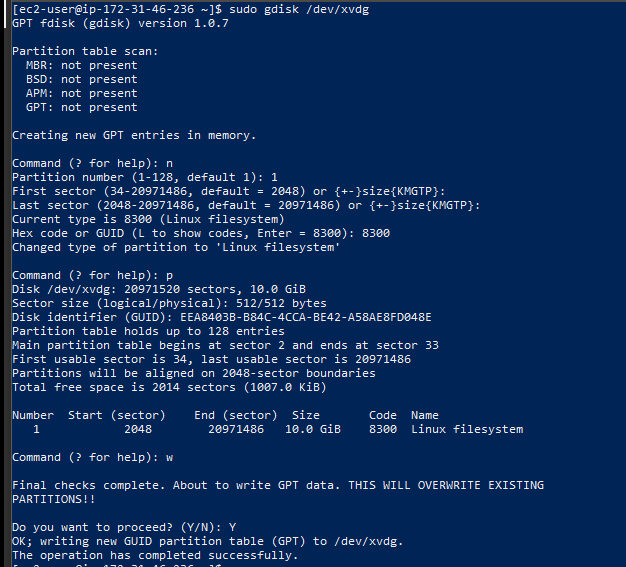 [ec2-user@ip-172-31-46-236 ~]$ sudo gdisk /dev/xvdg
GPT fdisk (gdisk) version 1.0.7
Partition table scan:
MBR: not present
BSD: not present
APM: not present
GPT: not present
Creating new GPT entries in memory.
Command (? for help): n
Partition number (1-128, default 1): 1
First sector (34-20971486, default = 2048) or {+-}size{KMGTP}:
Last sector (2048-20971486, default = 20971486) or {+-}size{KMGTP}:
Current type is 8300 (Linux filesystem)
Hex code or GUID (L to show codes, Enter = 8300): 8300
Changed type of partition to 'Linux filesystem'
Command (? for help): p
Disk /dev/xvdg: 20971520 sectors, 10.0 GiB
Sector size (logical/physical): 512/512 bytes
Disk identifier (GUID): EEA8403B-B84C-4CCA-BE42-A58AE8FD048E
Partition table holds up to 128 entries
Main partition table begins at sector 2 and ends at sector 33
First usable sector is 34, last usable sector is 20971486
Partitions will be aligned on 2048-sector boundaries
Total free space is 2014 sectors (1007.0 KiB)
Number  Start (sector)    End (sector)  Size       Code  Name
1            2048        20971486   10.0 GiB    8300  Linux filesystem
Command (? for help): w
Final checks complete. About to write GPT data. THIS WILL OVERWRITE EXISTING
PARTITIONS!!
Do you want to proceed? (Y/N): Y
OK; writing new GUID partition table (GPT) to /dev/xvdg.
The operation has completed successfully.